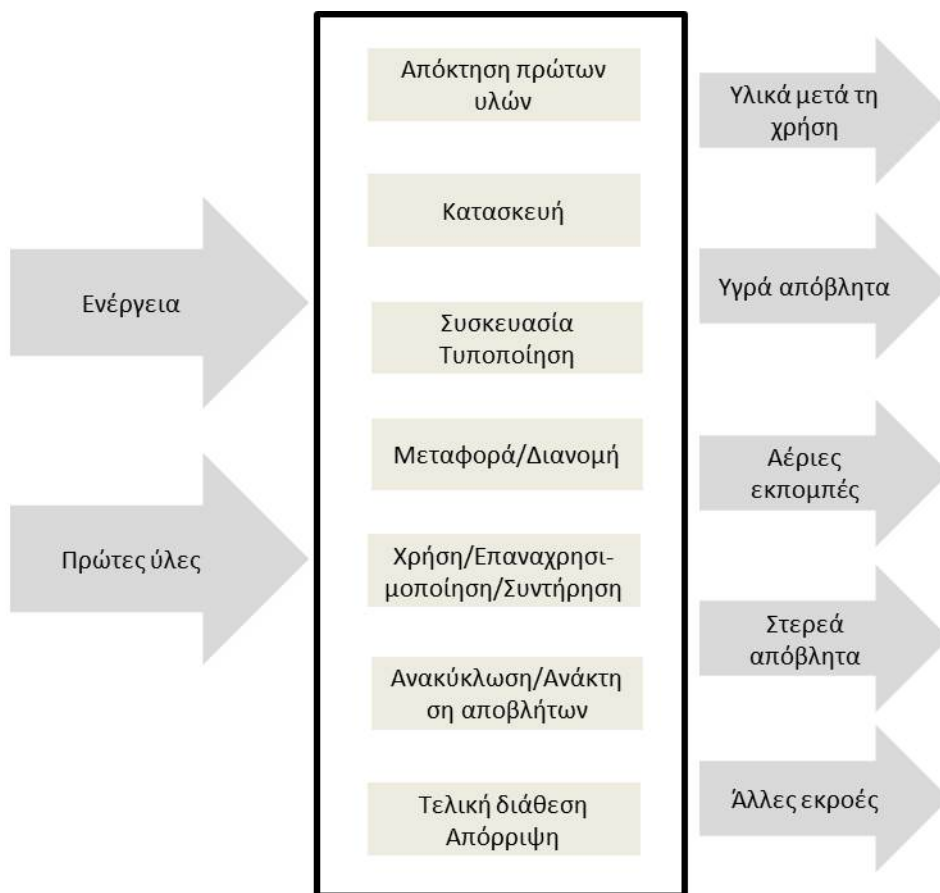 Ενέργεια
Πρώτες ύλες
Απόκτηση πρώτων
υλών
Κατασκευή
Συσκευασία
Τυποποίηση
Μεταφορά/Διανομή
Χρήση/Επαναχρησι-
μοποίηση/Συντήρηση
Ανακύκλωση/Ανάκτη
ση αποβλήτων
Τελική διάθεση
Απόρριψη
Υλικά μετά τη
χρήση
Υγρά απόβλητα
Αέριες
εκπομπές
Στερεά
απόβλητα
Άλλες εκροές